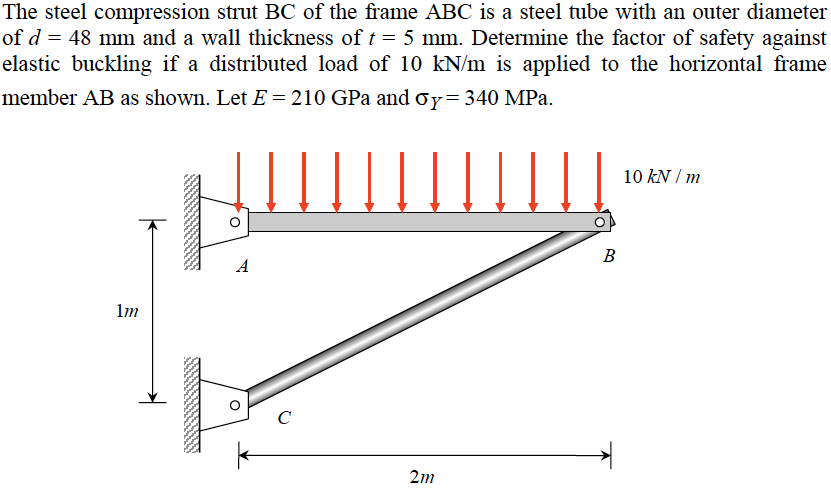 The steel compression strut BC of the frame ABC is a steel tube with an outer diameter
of d = 48 mm and a wall thickness of t = 5 mm. Determine the factor of safety against
elastic buckling if a distributed load of 10 kN/m is applied to the horizontal frame
member AB as shown. Let E = 210 GPa and σY= 340 MPa.
10 kN / m
B
A
1m
C
2m